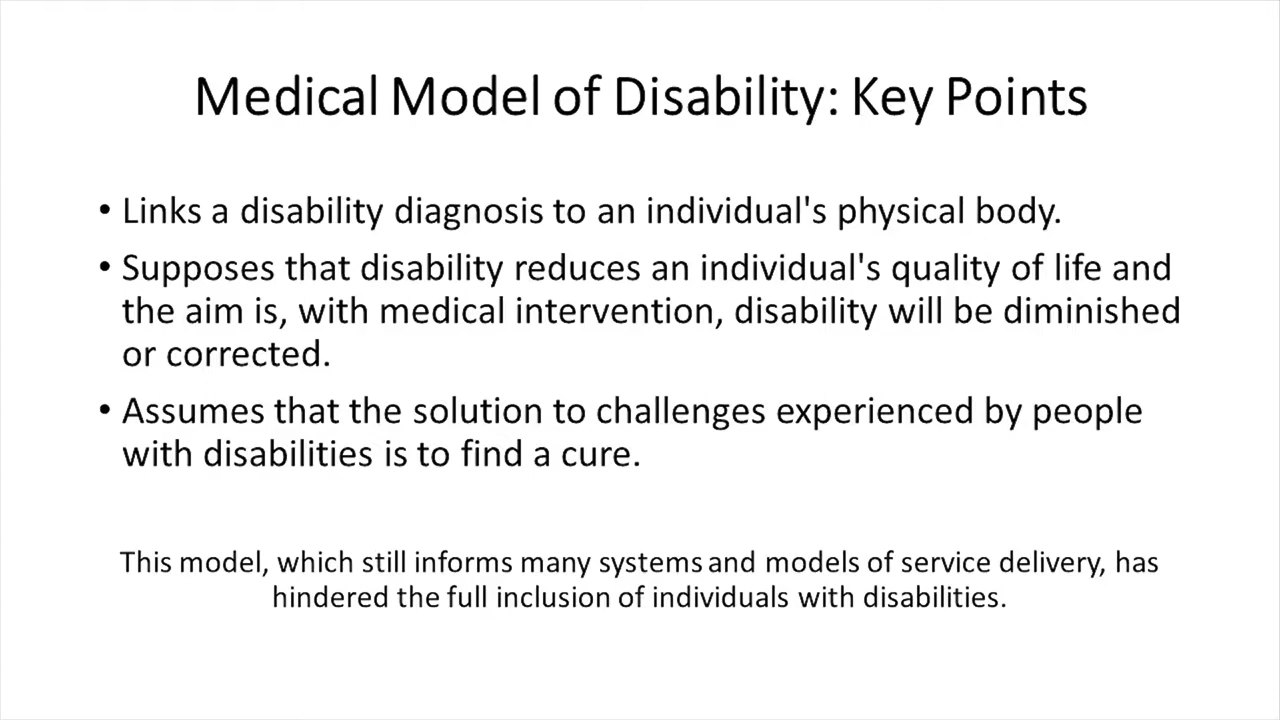 Medical Model of Disability: Key Points
• Links a disability diagnosis to an individual's physical body.
• Supposes that disability reduces an individual's quality of life and
the aim is, with medical intervention, disability will be diminished
or corrected.
• Assumes that the solution to challenges experienced by people
with disabilities is to find a cure.
This model, which still informs many systems and models of service delivery, has
hindered the full inclusion of individuals with disabilities.